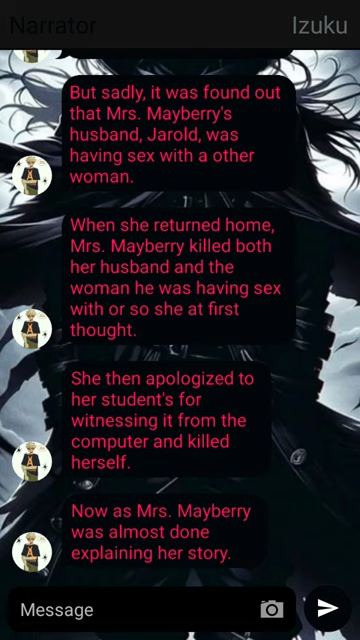 Narrator
Izuku
But sadly, it was found out
that Mrs. Mayberry's
husband, Jarold, was
having sex with a other
woman.
When she returned home,
Mrs. Mayberry killed both
her husband and the
woman he was having sex
with or so she at first
thought.
She then apologized to
her student's for
witnessing it from the
computer and killed
herself.
Now as Mrs. Mayberry
was almost done
explaining her story.
Message